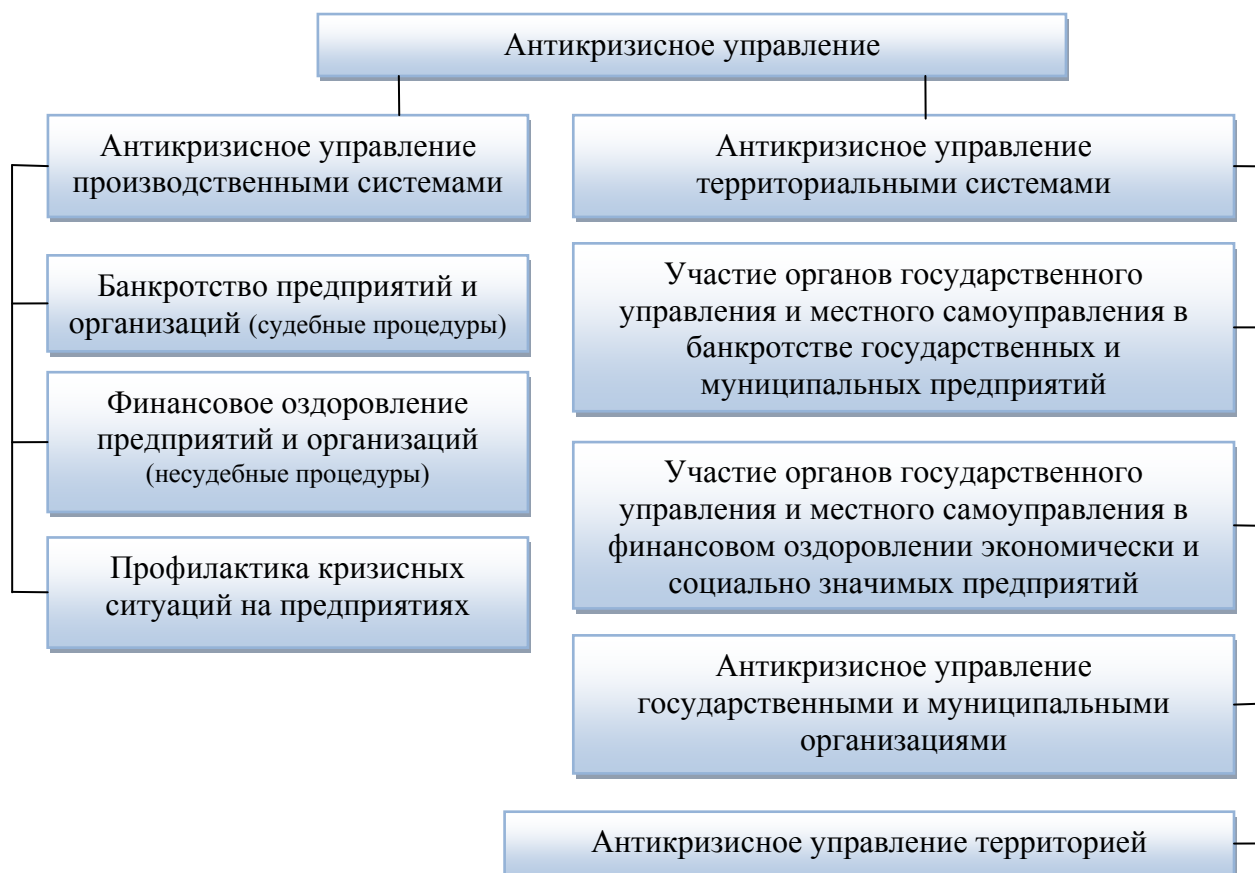 Антикризисное управление
Антикризисное управление
производственными системами
Банкротство предприятий и
организаций (судебные процедуры)
Финансовое оздоровление
предприятий и организаций
(несудебные процедуры)
Профилактика кризисных
ситуаций на предприятиях
Антикризисное управление
территориальными системами
Участие органов государственного
управления и местного самоуправления в
банкротстве государственных и
муниципальных предприятий
Участие органов государственного
управления и местного самоуправления в
финансовом оздоровлении экономически и
социально значимых предприятий
Антикризисное управление
государственными и муниципальными
организациями
Антикризисное управление территорией